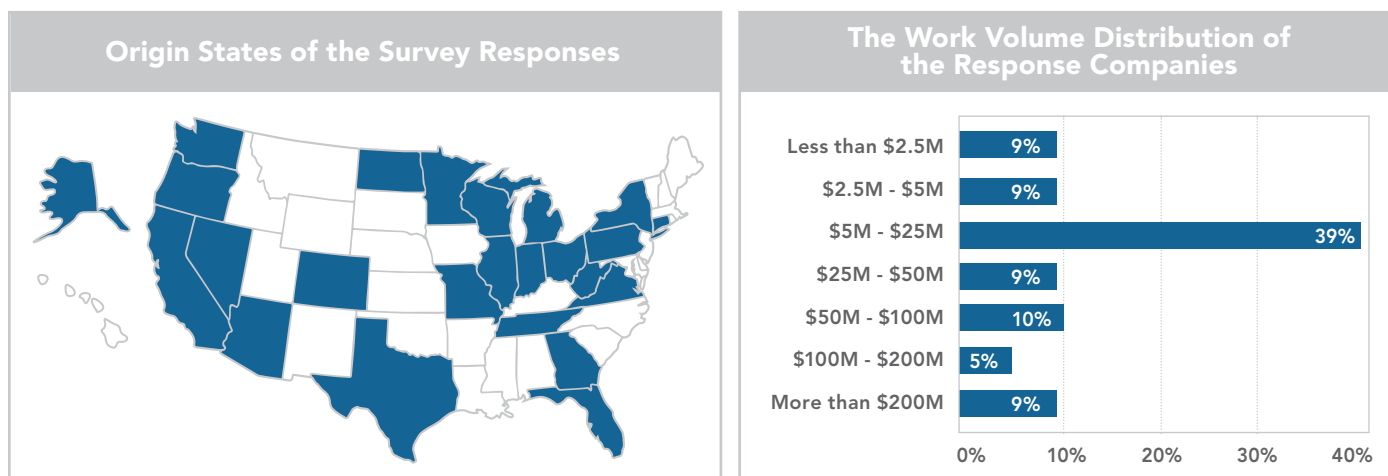 Origin States of the Survey Responses
The Work Volume Distribution of
the Response Companies
Less than $2.5M
9%
$2.5M - $5M
9%
$5M - $25M
39%
$25M - $50M
9%
$50M - $100M
10%
$100M - $200M
5%
More than $200M
9%
0%
10%
20%
30%
40%